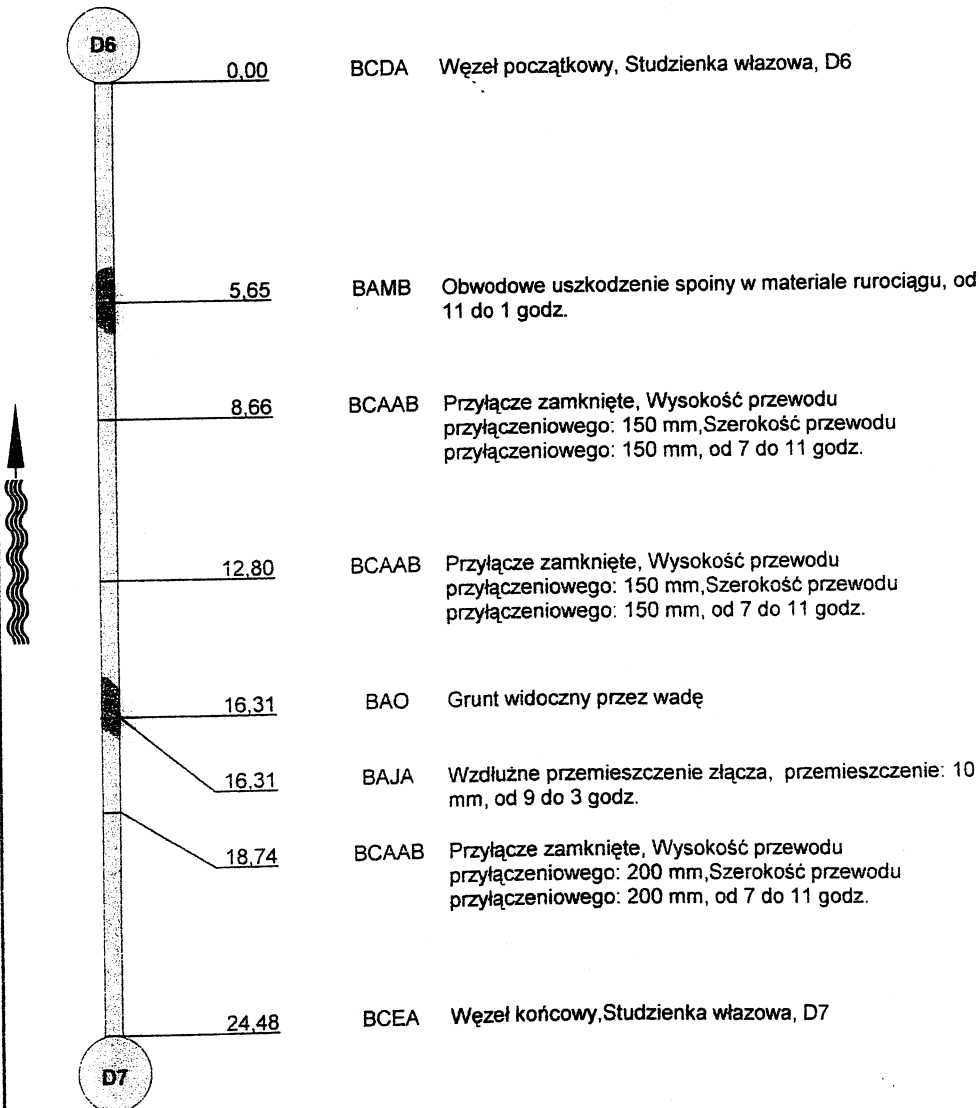 D6
0,00 BCDA Węzeł początkowy, Studzienka włazowa, D6
5,65 BAMB Obwodowe uszkodzenie spoiny w materiale rurociągu, od
11 do 1 godz.
8,66 BCAAB Przyłącze zamknięte, Wysokość przewodu
przyłączeniowego: 150 mm,Szerokość przewodu
przyłączeniowego: 150 mm, od 7 do 11 godz.
12,80 BCAAB Przyłącze zamknięte, Wysokość przewodu
przyłączeniowego: 150 mm,Szerokość przewodu
przyłączeniowego: 150 mm, od 7 do 11 godz.
16,31 BAO Grunt widoczny przez wadę
16,31 BAJA Wzdłużne przemieszczenie złącza, przemieszczenie: 10
mm, od 9 do 3 godz.
18,74 BCAAB Przyłącze zamknięte, Wysokość przewodu
przyłączeniowego: 200 mm,Szerokość przewodu
przyłączeniowego: 200 mm, od 7 do 11 godz.
24,48 BCEA Węzeł końcowy,Studzienka włazowa, D7
D7